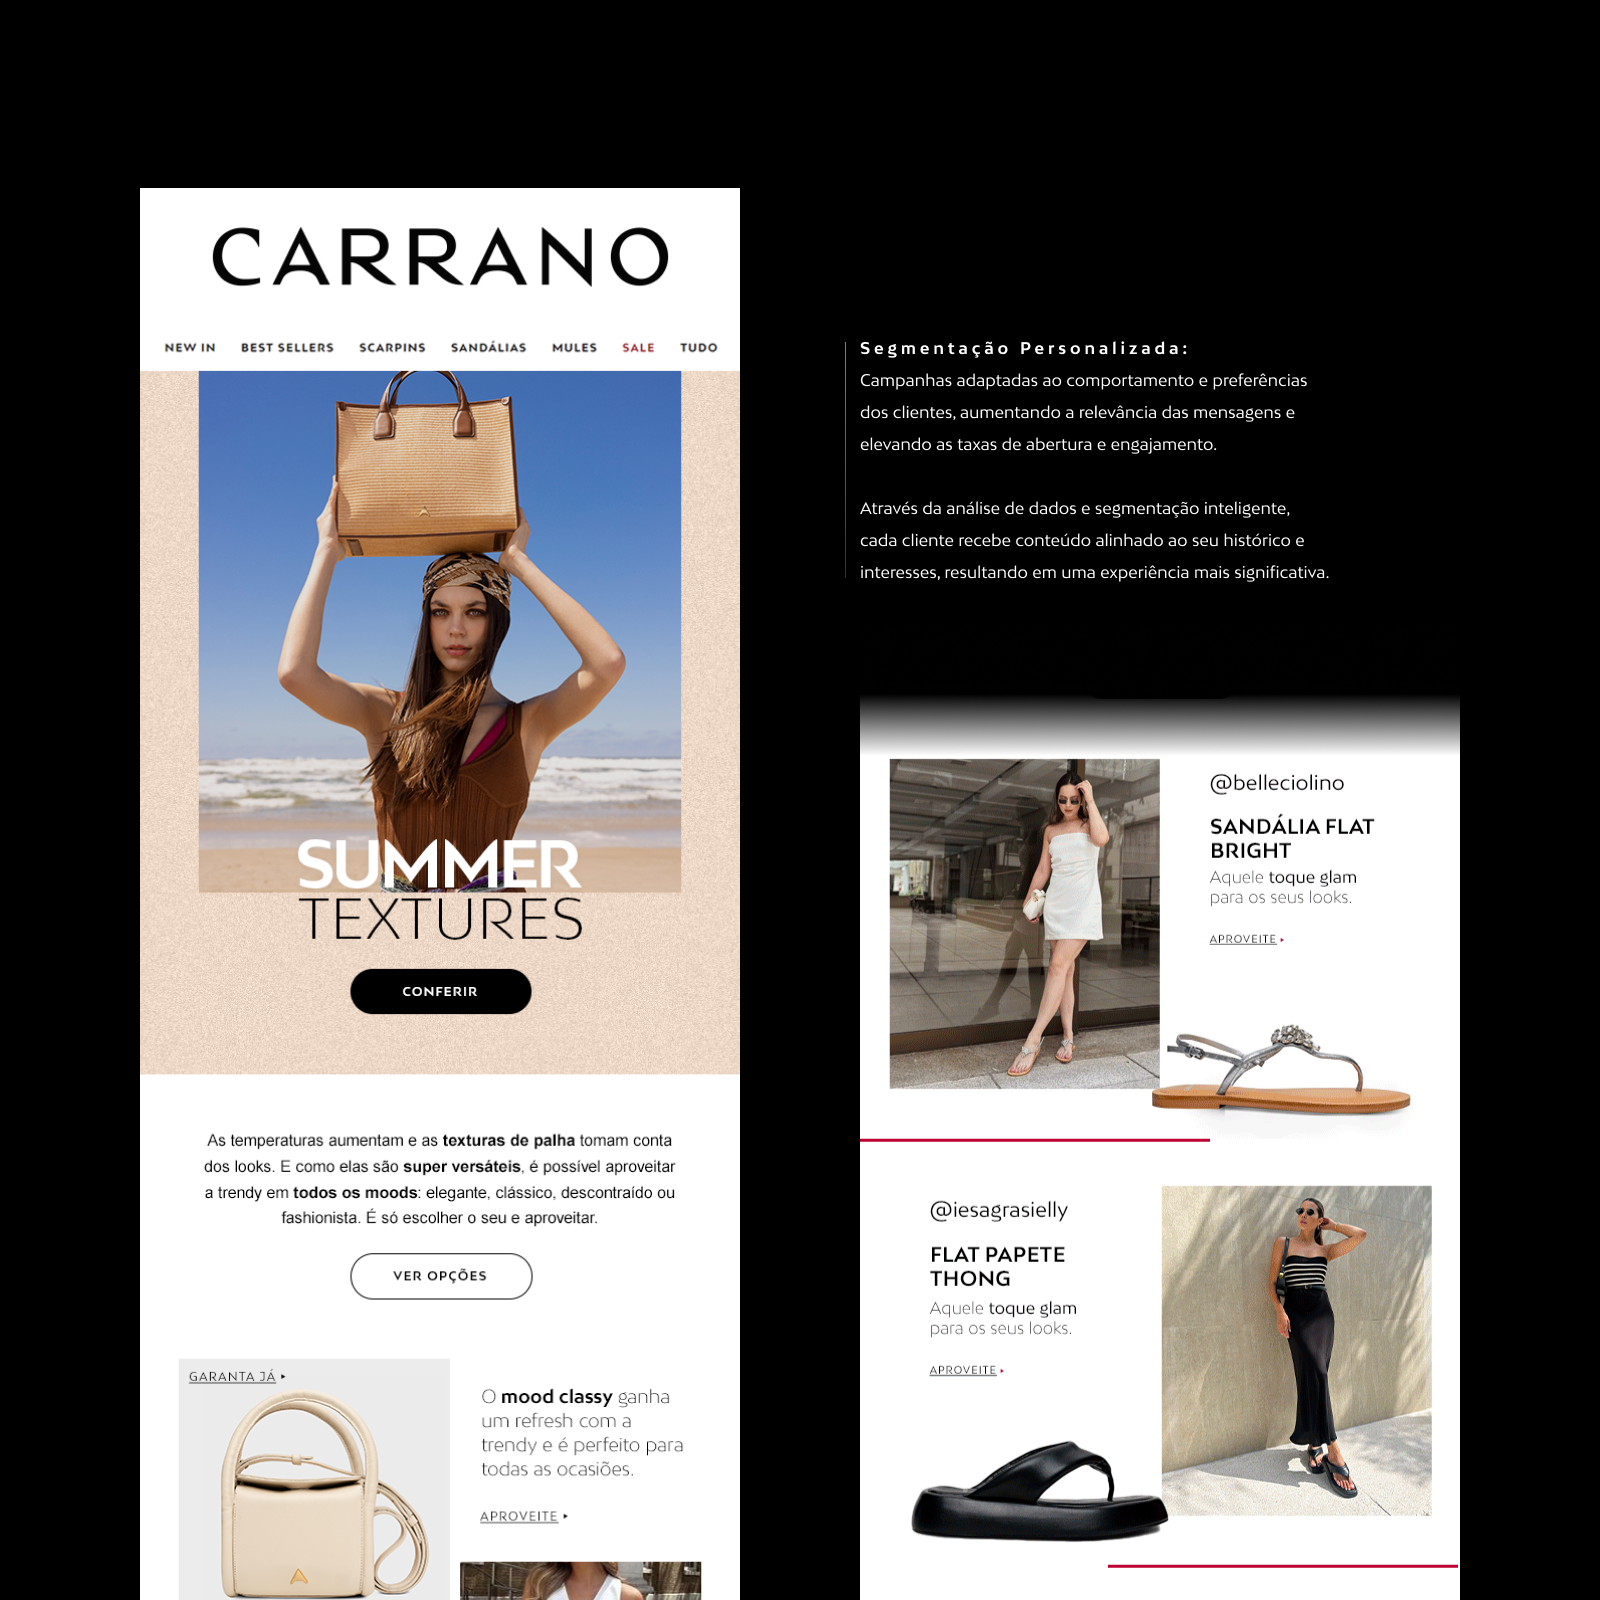 CARRANO
NEW IN BEST SELLERS SCARPINS SANDÁLIAS MULES SALE TUDO
SUMMER
TEXTURES
CONFERIR
As temperaturas aumentam e as texturas de palha tomam conta
dos looks. E como elas são super versáteis, é possível aproveitar
a trendy em todos os moods: elegante, clássico, descontraído ou
fashionista. É só escolher o seu e aproveitar.
VER OPÇÕES
GARANTA JÁ
O mood classy ganha
um refresh com a
trendy e é perfeito para
todas as ocasiões.
APROVEITE
Segmentação Personalizada:
Campanhas adaptadas ao comportamento e preferências
dos clientes, aumentando a relevância das mensagens e
elevando as taxas de abertura e engajamento.
Através da análise de dados e segmentação inteligente,
cada cliente recebe conteúdo alinhado ao seu histórico e
interesses, resultando em uma experiência mais significativa.
@belleciolino
SANDÁLIA FLAT
BRIGHT
Aquele toque glam
para os seus looks.
APROVEITE
@iesagrasielly
FLAT PAPETE
THONG
Aquele toque glam
para os seus looks.
APROVEITE